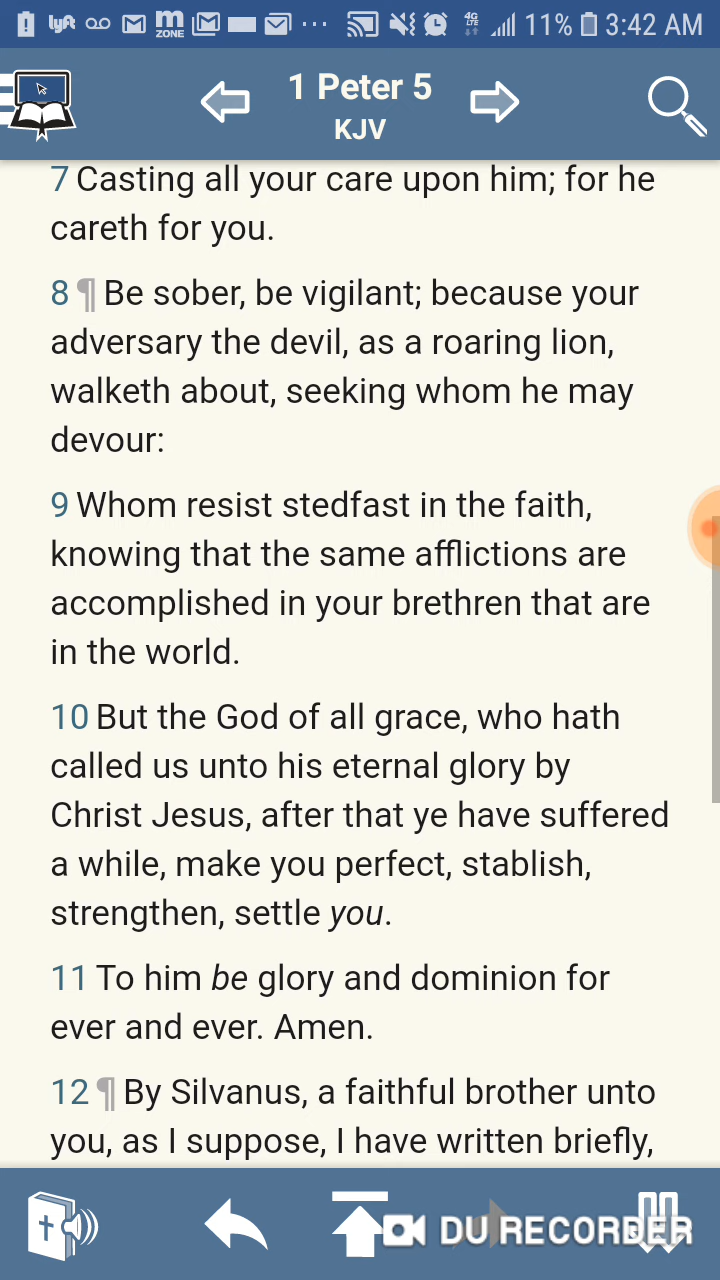 lyft M ZONE ... 4G LTE 11% 3:42 AM
1 Peter 5
KJV
7 Casting all your care upon him; for he
careth for you.
8 ¶ Be sober, be vigilant; because your
adversary the devil, as a roaring lion,
walketh about, seeking whom he may
devour:
9 Whom resist stedfast in the faith,
knowing that the same afflictions are
accomplished in your brethren that are
in the world.
10 But the God of all grace, who hath
called us unto his eternal glory by
Christ Jesus, after that ye have suffered
a while, make you perfect, stablish,
strengthen, settle you.
11 To him be glory and dominion for
ever and ever. Amen.
12 ¶ By Silvanus, a faithful brother unto
you, as I suppose, I have written briefly,
DU RECORDER